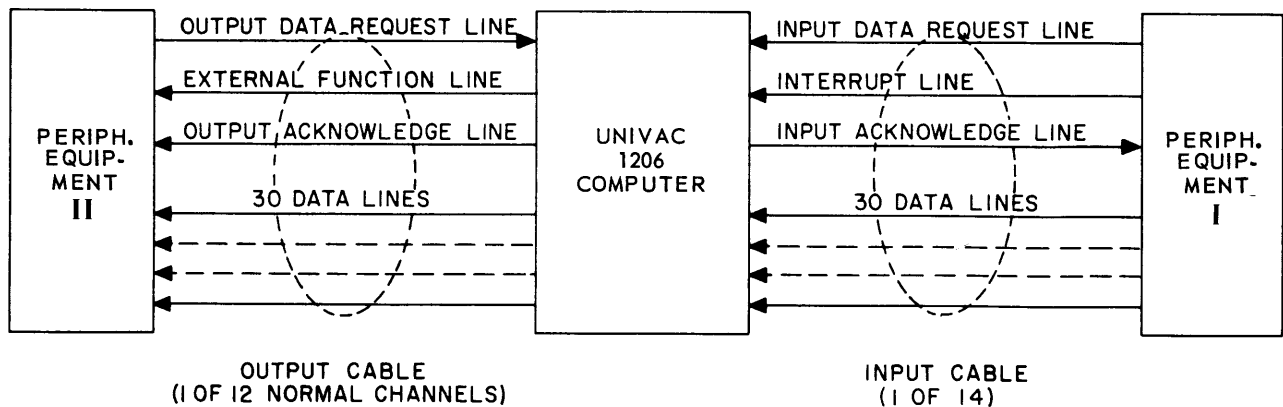 OUTPUT DATA REQUEST LINE
EXTERNAL FUNCTION LINE
OUTPUT ACKNOWLEDGE LINE
30 DATA LINES
PERIPH.
EQUIP-
MENT
II
UNIVAC
1206
COMPUTER
INPUT DATA REQUEST LINE
INTERRUPT LINE
INPUT ACKNOWLEDGE LINE
30 DATA LINES
PERIPH.
EQUIP-
MENT
I
OUTPUT CABLE
(1 OF 12 NORMAL CHANNELS)
INPUT CABLE
(1 OF 14)